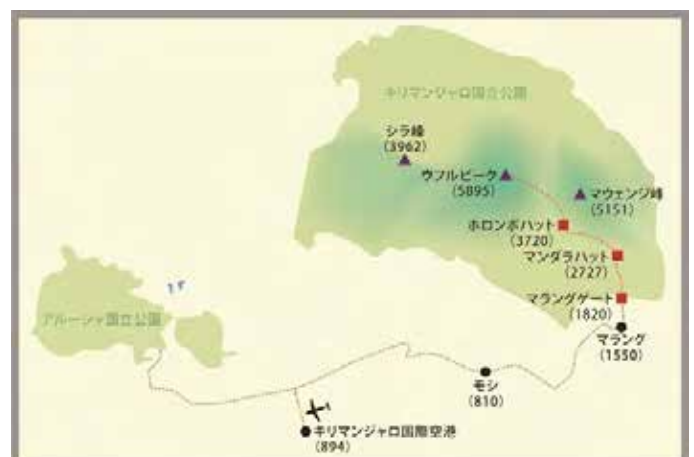 キリマンジャロ国立公園
シラ峰
(3962)
ウフルピーク
(5895)
マウェンジ峰
(5151)
ホロンボハット
(3720)
マンダラハット
(2727)
マラングゲート
(1820)
アルーシャ国立公園
マラング
(1550)
モシ
(810)
キリマンジャロ国際空港
(894)